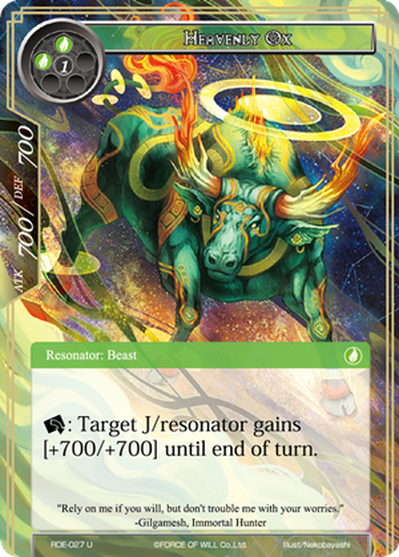 Heavenly Ox
1
ATK 700/ DEF 700
Resonator: Beast
: Target J/resonator gains
[+700/+700] until end of turn.
"Rely on me if you will, but don't trouble me with your worries."
-Gilgamesh, Immortal Hunter
RDE-027 U ©FORCE OF WILL Co.,Ltd. Illust/Nekobayashi